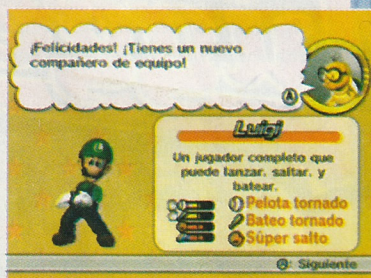 ¡Felicidades! ¡Tienes un nuevo
compañero de equipo!
A
Luigi
Un jugador completo que
puede lanzar, saltar, y
batear.
Pelota tornado
Bateo tornado
Súper salto
A: Siguiente